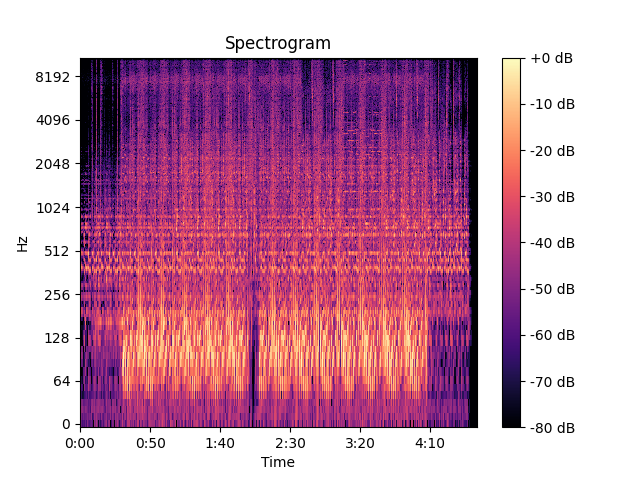 Spectrogram
8192
4096
2048
1024
512
256
128
64
0
Hz
0:00 0:50 1:40 2:30 3:20 4:10
Time
+0 dB
-10 dB
-20 dB
-30 dB
-40 dB
-50 dB
-60 dB
-70 dB
-80 dB